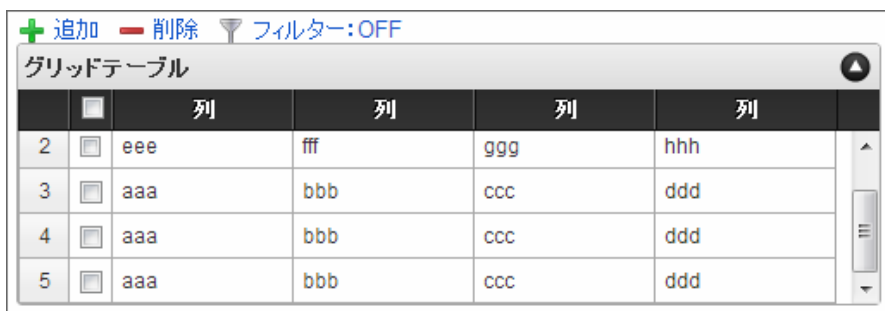 追加 削除 フィルター:OFF
グリッドテーブル
列 列 列 列
2 eee fff ggg hhh
3 aaa bbb ccc ddd
4 aaa bbb ccc ddd
5 aaa bbb ccc ddd